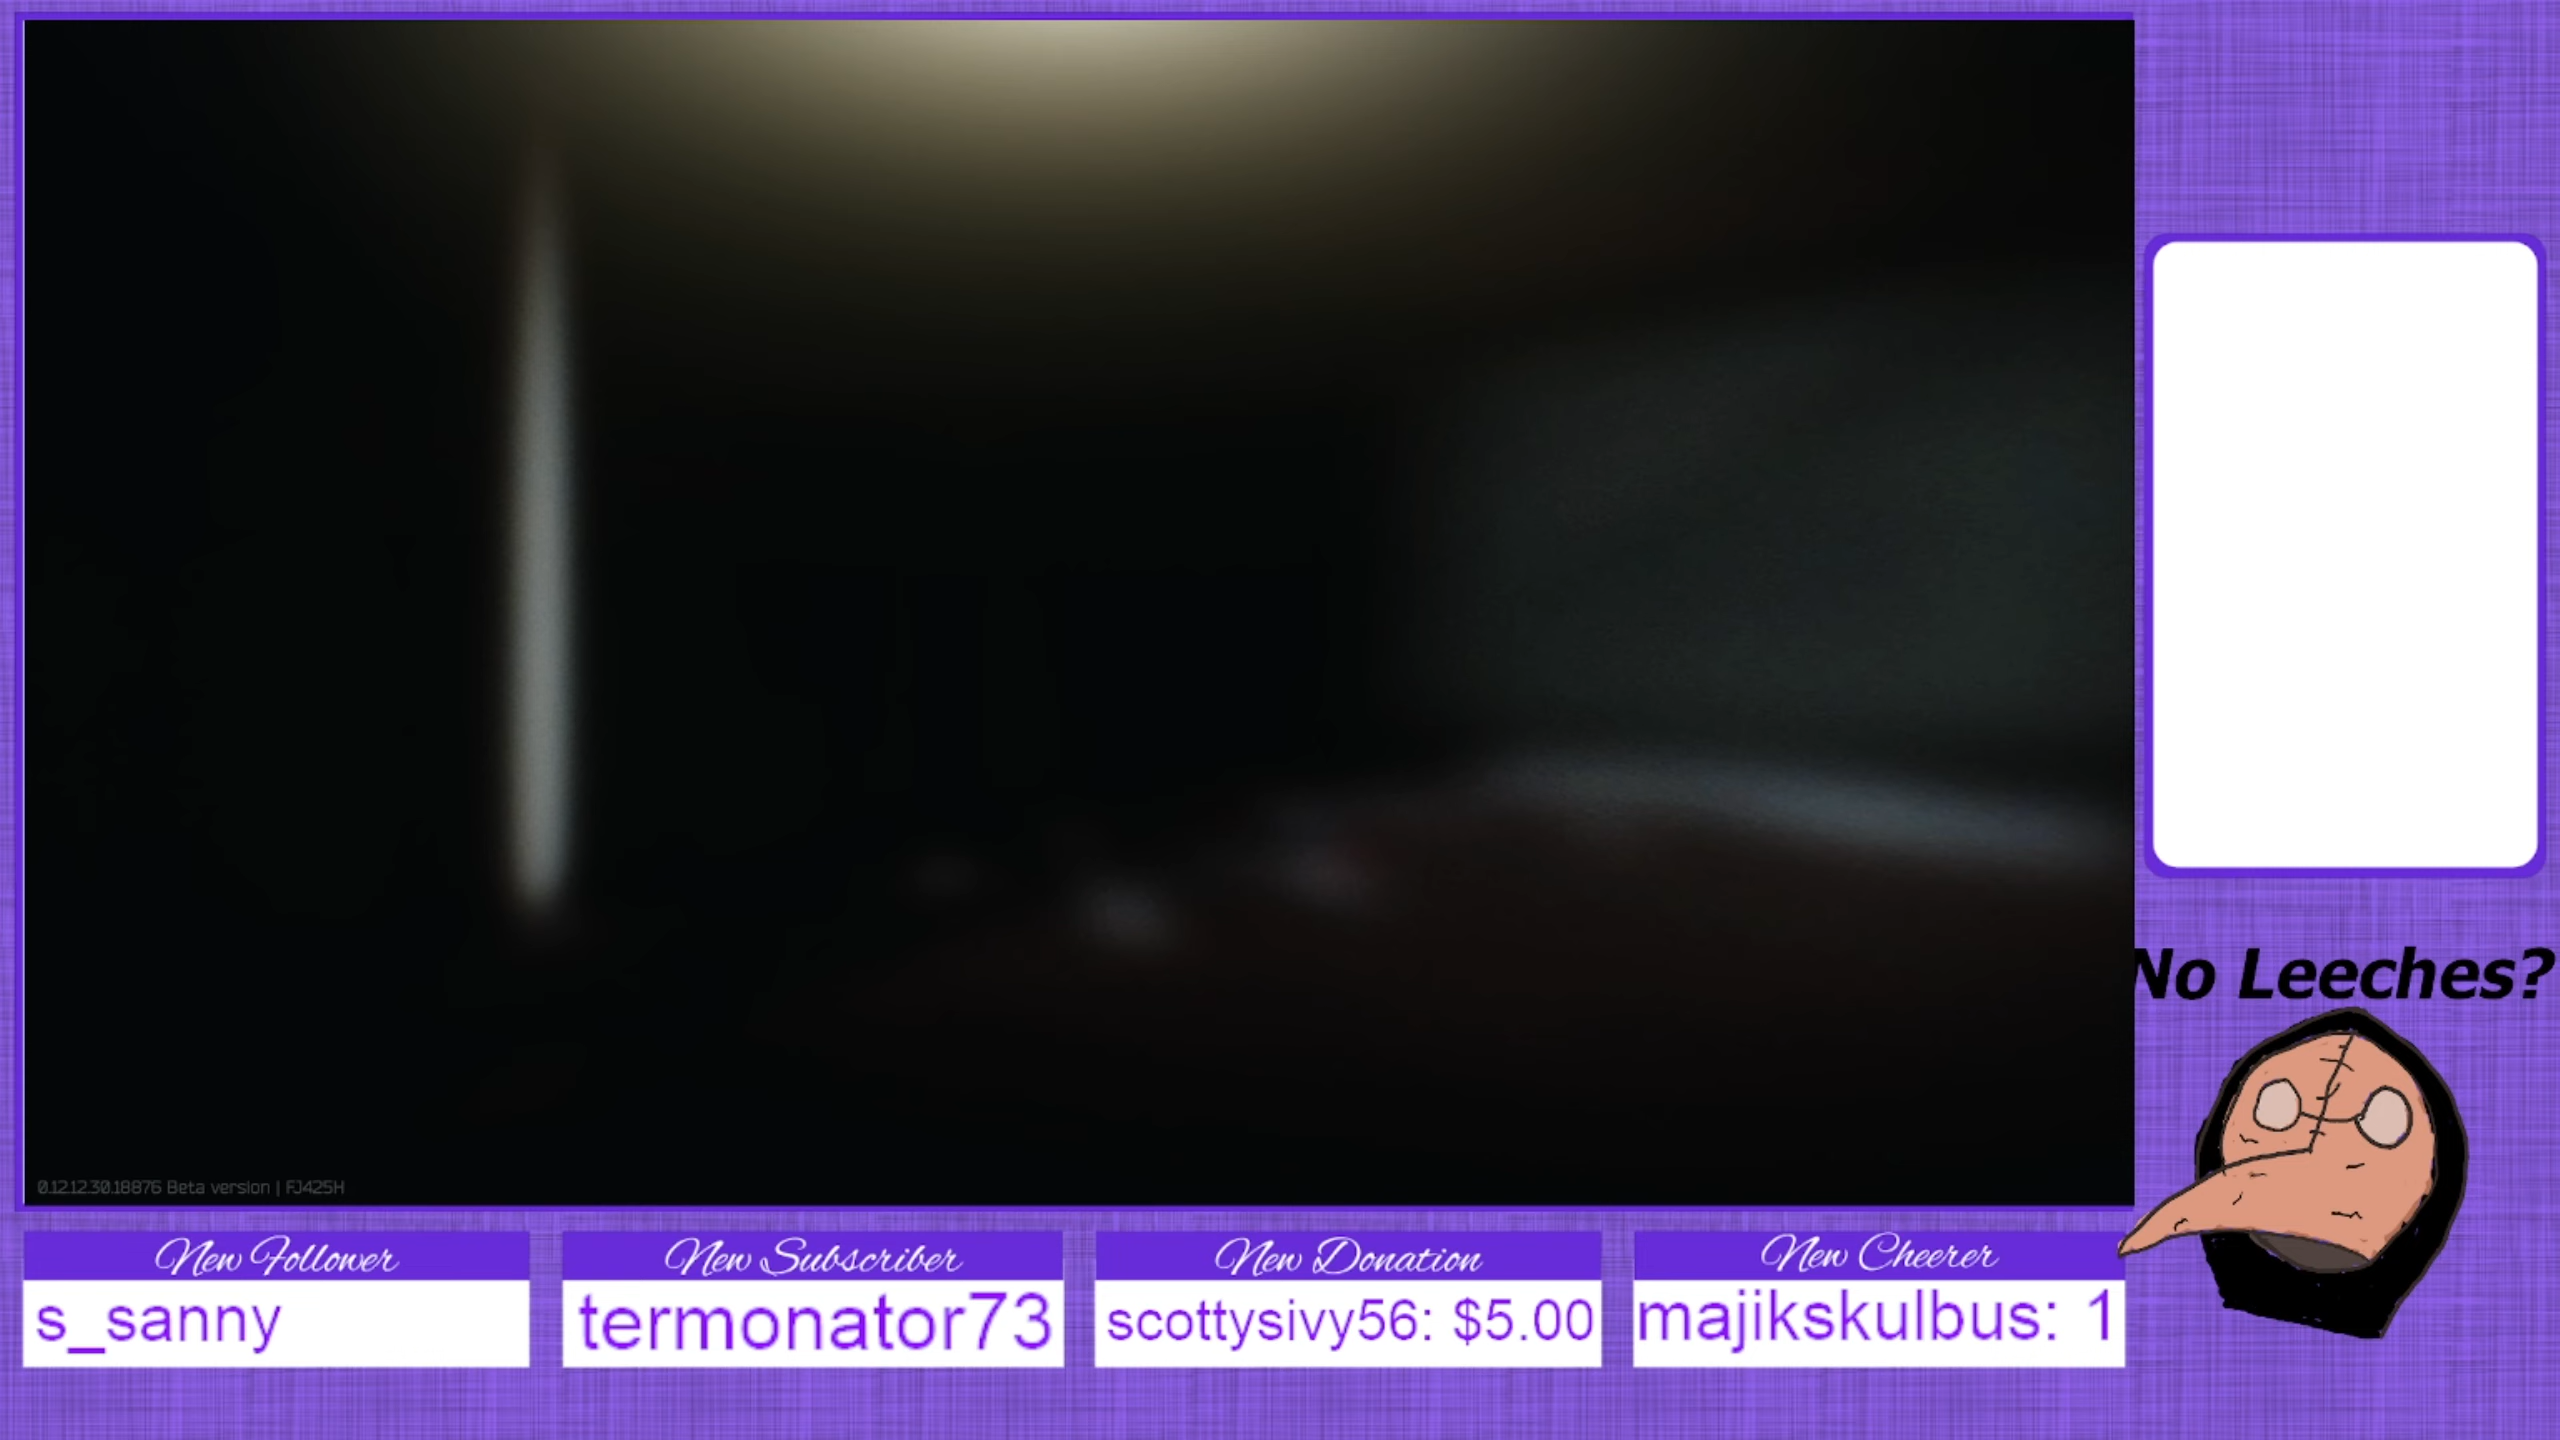 No Leeches?
0.12.12.30.18876 Beta version | FJ425H
New Follower
s_sanny
New Subscriber
termonator73
New Donation
scottysivy56: $5.00
New Cheerer
majikskulbus: 1